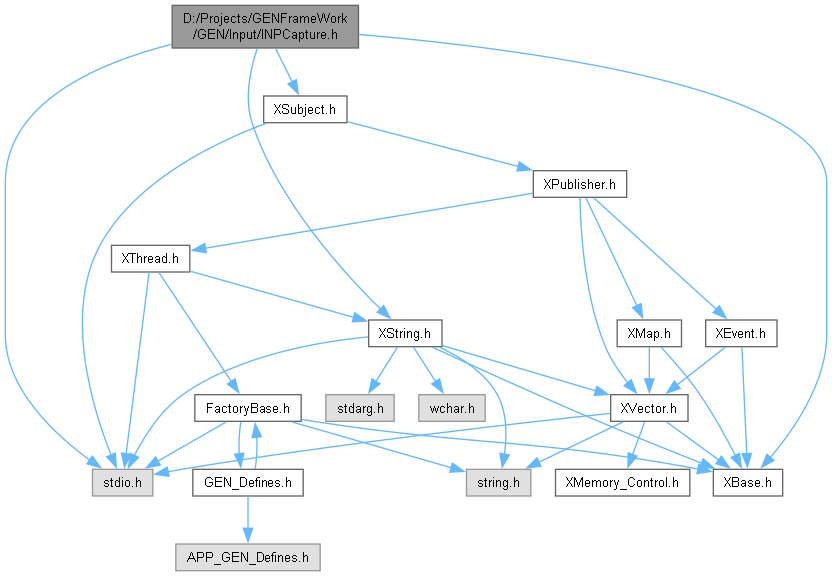 D:/Projects/GENFrameWork
/GEN/Input/INPCapture.h
XSubject.h
XPublisher.h
XThread.h
XString.h
XMap.h
XEvent.h
FactoryBase.h
stdarg.h
wchar.h
XVector.h
stdio.h
GEN_Defines.h
string.h
XMemory_Control.h
XBase.h
APP_GEN_Defines.h